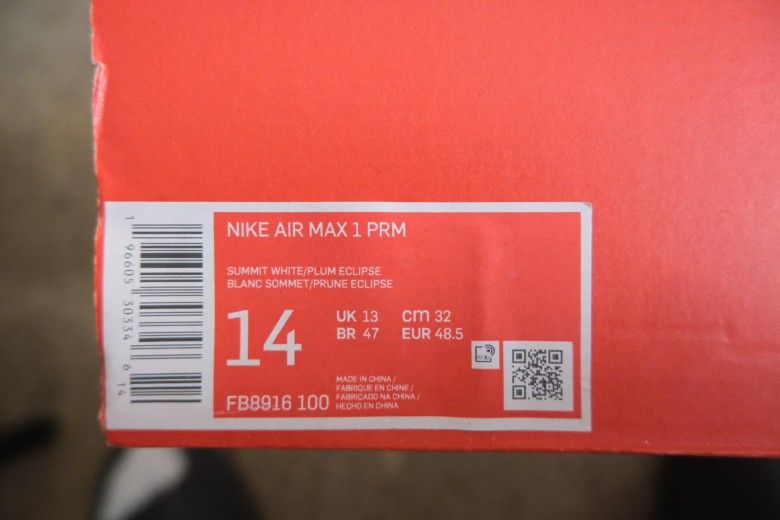 NIKE AIR MAX 1 PRM
SUMMIT WHITE/PLUM ECLIPSE
BLANC SOMMET/PRUNE ECLIPSE
14
UK 13 cm 32
BR 47 EUR 48.5
MADE IN CHINA /
FABRIQUE EN CHINE /
FABRICADO NA CHINA /
HECHO EN CHINA
FB8916 100
1 96605 30334 6 14